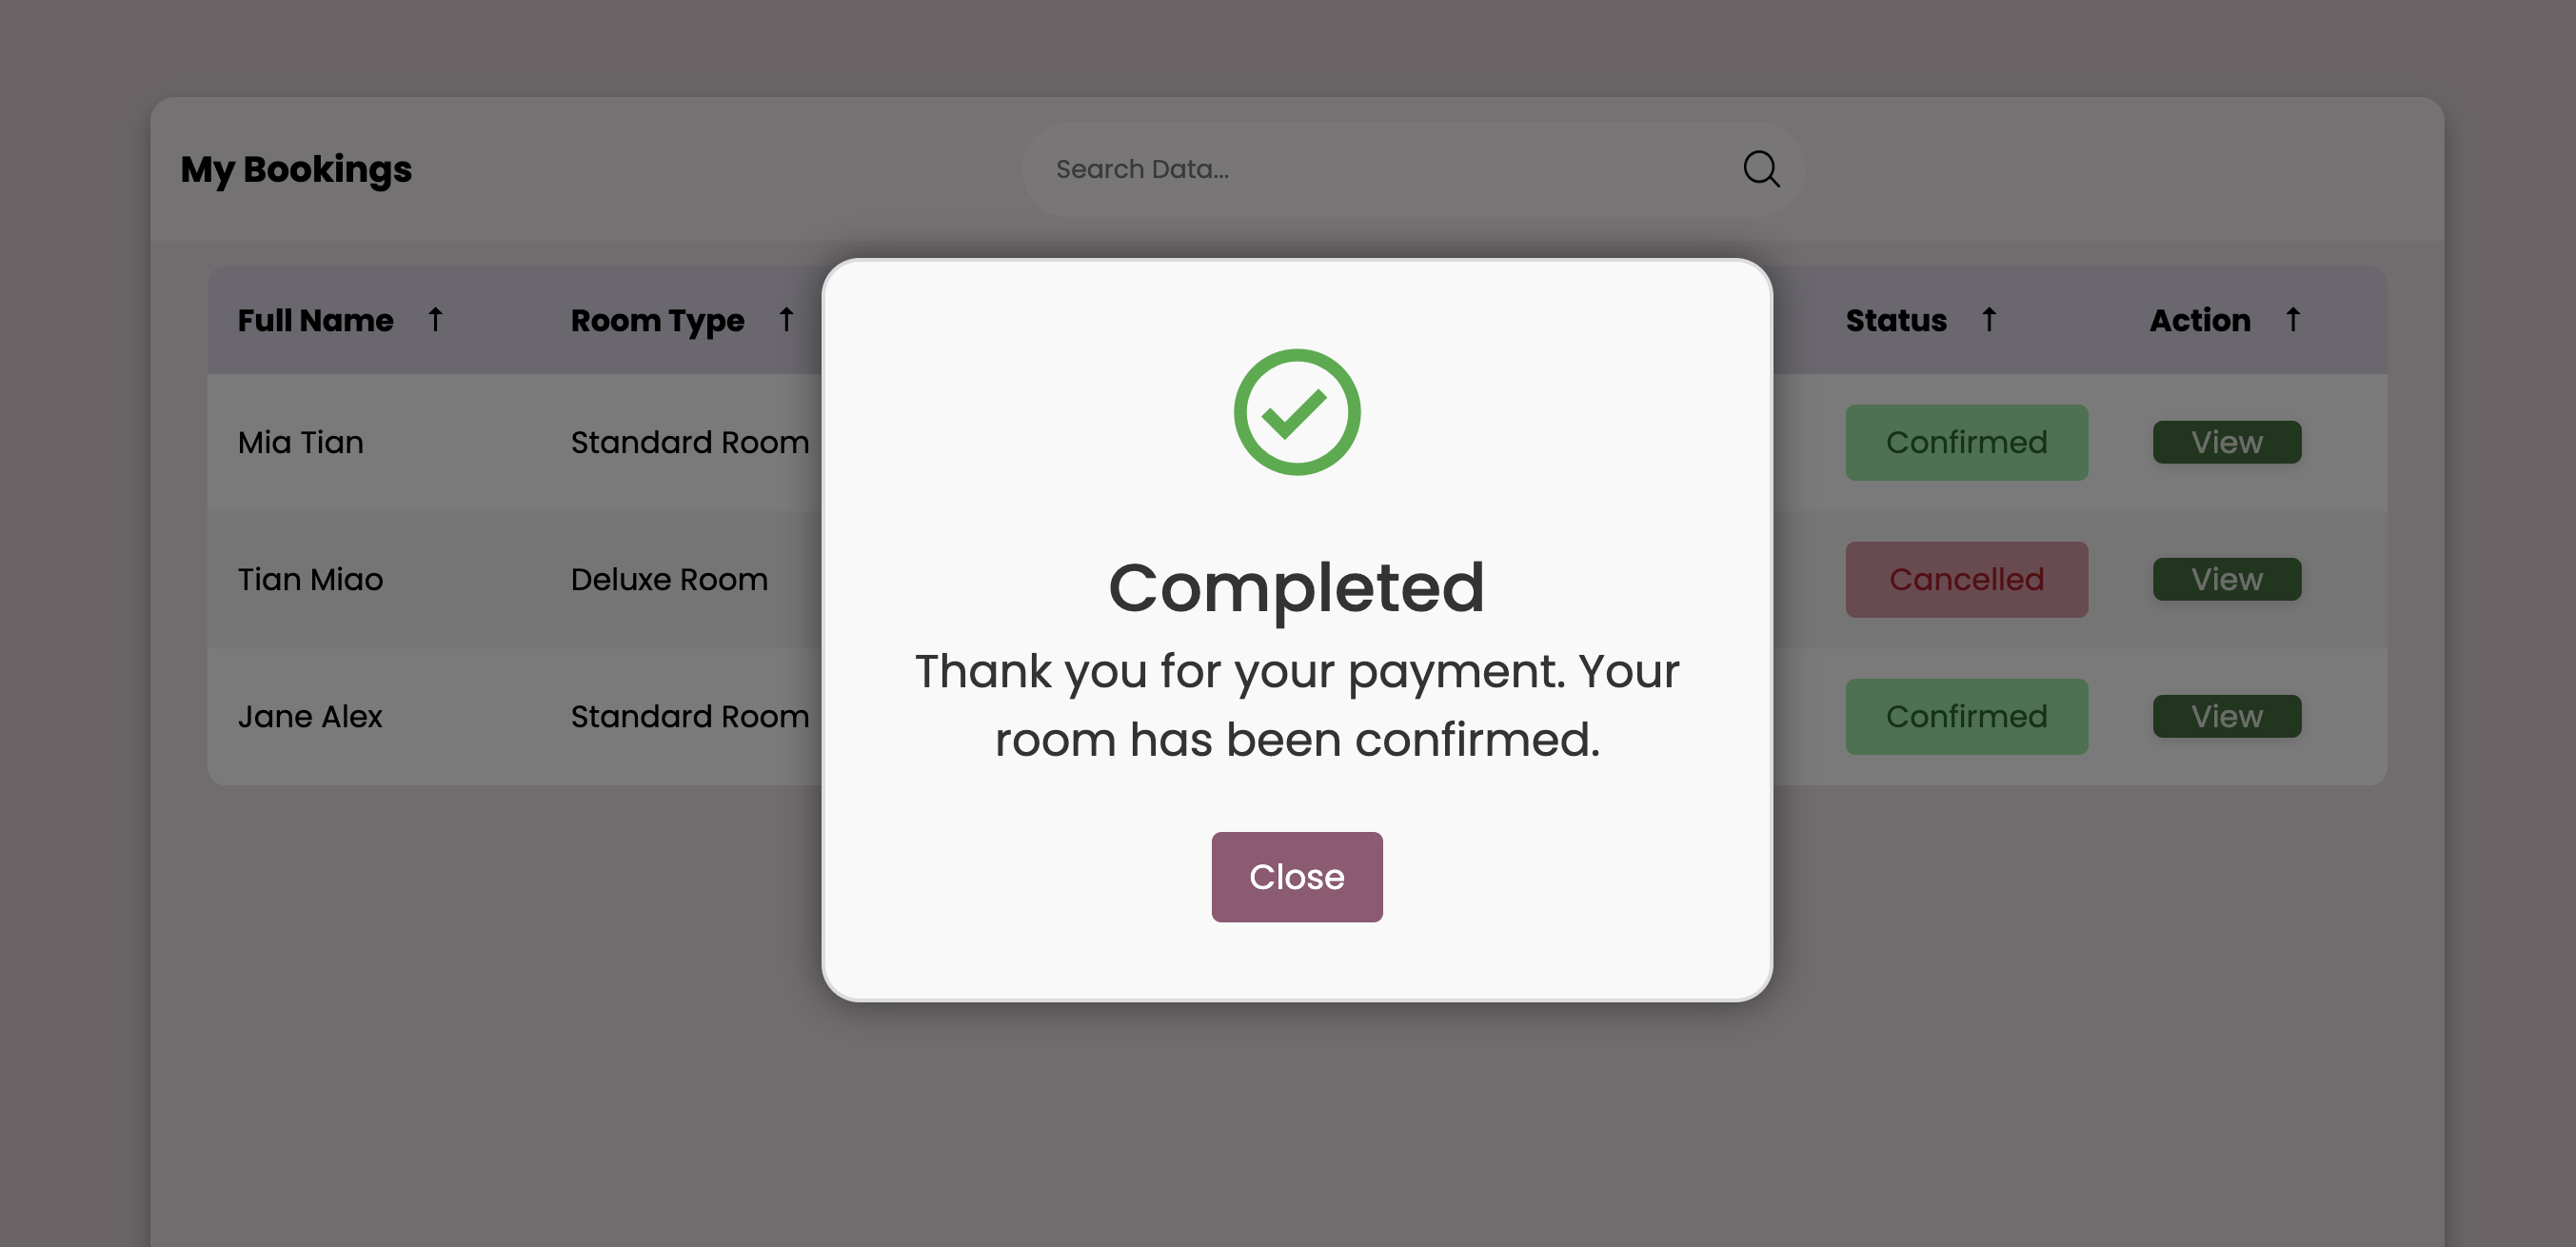 My Bookings
Search Data...
Full Name ↑ Room Type ↑ Status ↑ Action ↑
Mia Tian Standard Room Confirmed View
Tian Miao Deluxe Room Cancelled View
Jane Alex Standard Room Confirmed View
Completed
Thank you for your payment. Your
room has been confirmed.
Close